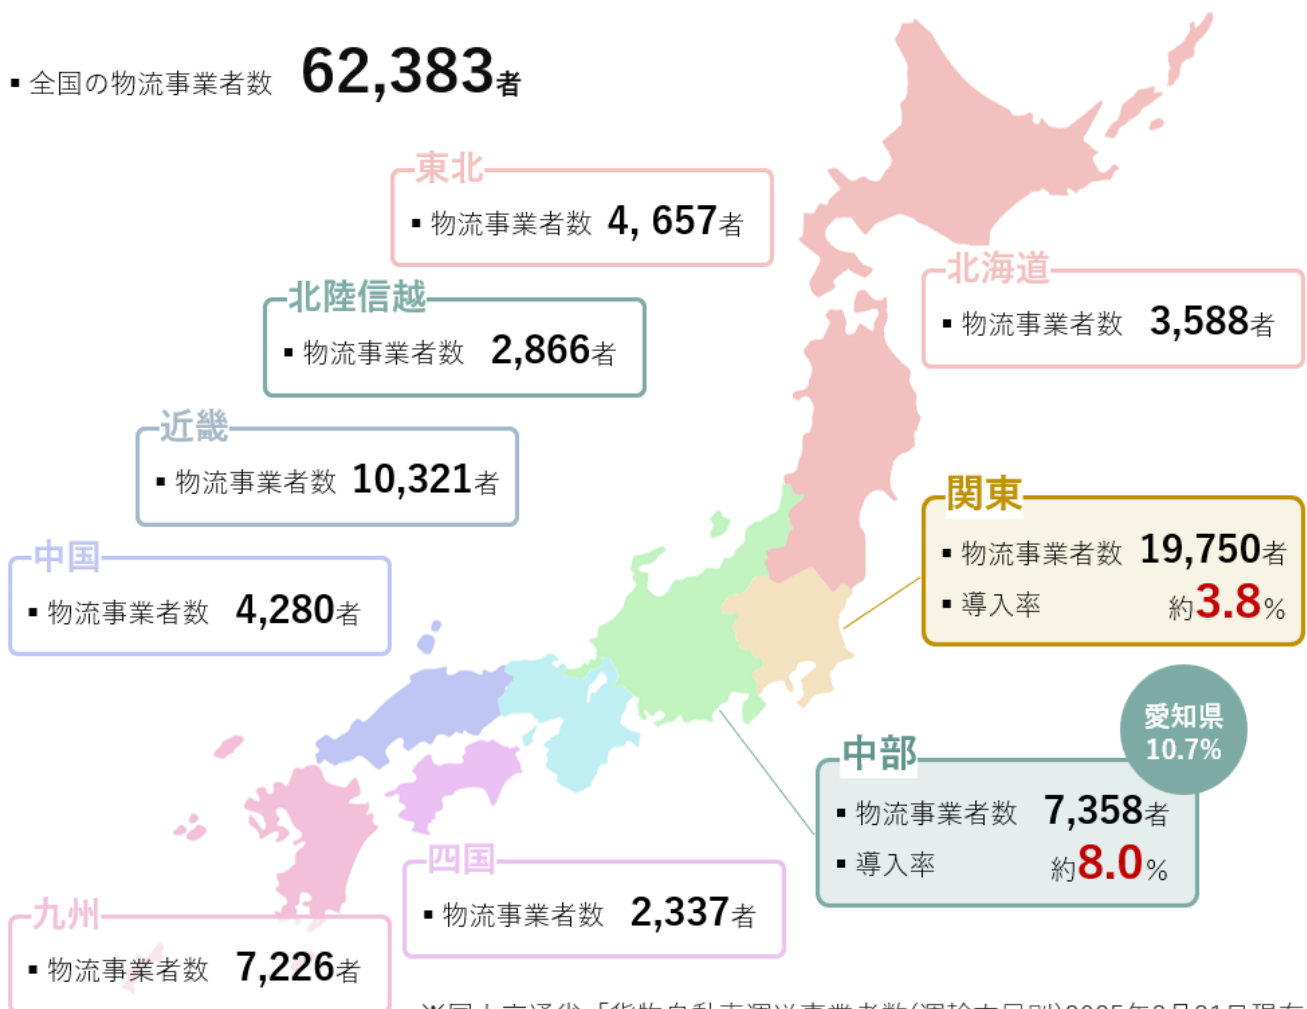 ▪ 全国の物流事業者数 62,383者
東北
▪ 物流事業者数 4, 657者
北海道
▪ 物流事業者数 3,588者
北陸信越
▪ 物流事業者数 2,866者
近畿
▪ 物流事業者数 10,321者
関東
▪ 物流事業者数 19,750者
▪ 導入率 約3.8%
中国
▪ 物流事業者数 4,280者
愛知県
10.7%
中部
▪ 物流事業者数 7,358者
▪ 導入率 約8.0%
四国
▪ 物流事業者数 2,337者
九州
▪ 物流事業者数 7,226者